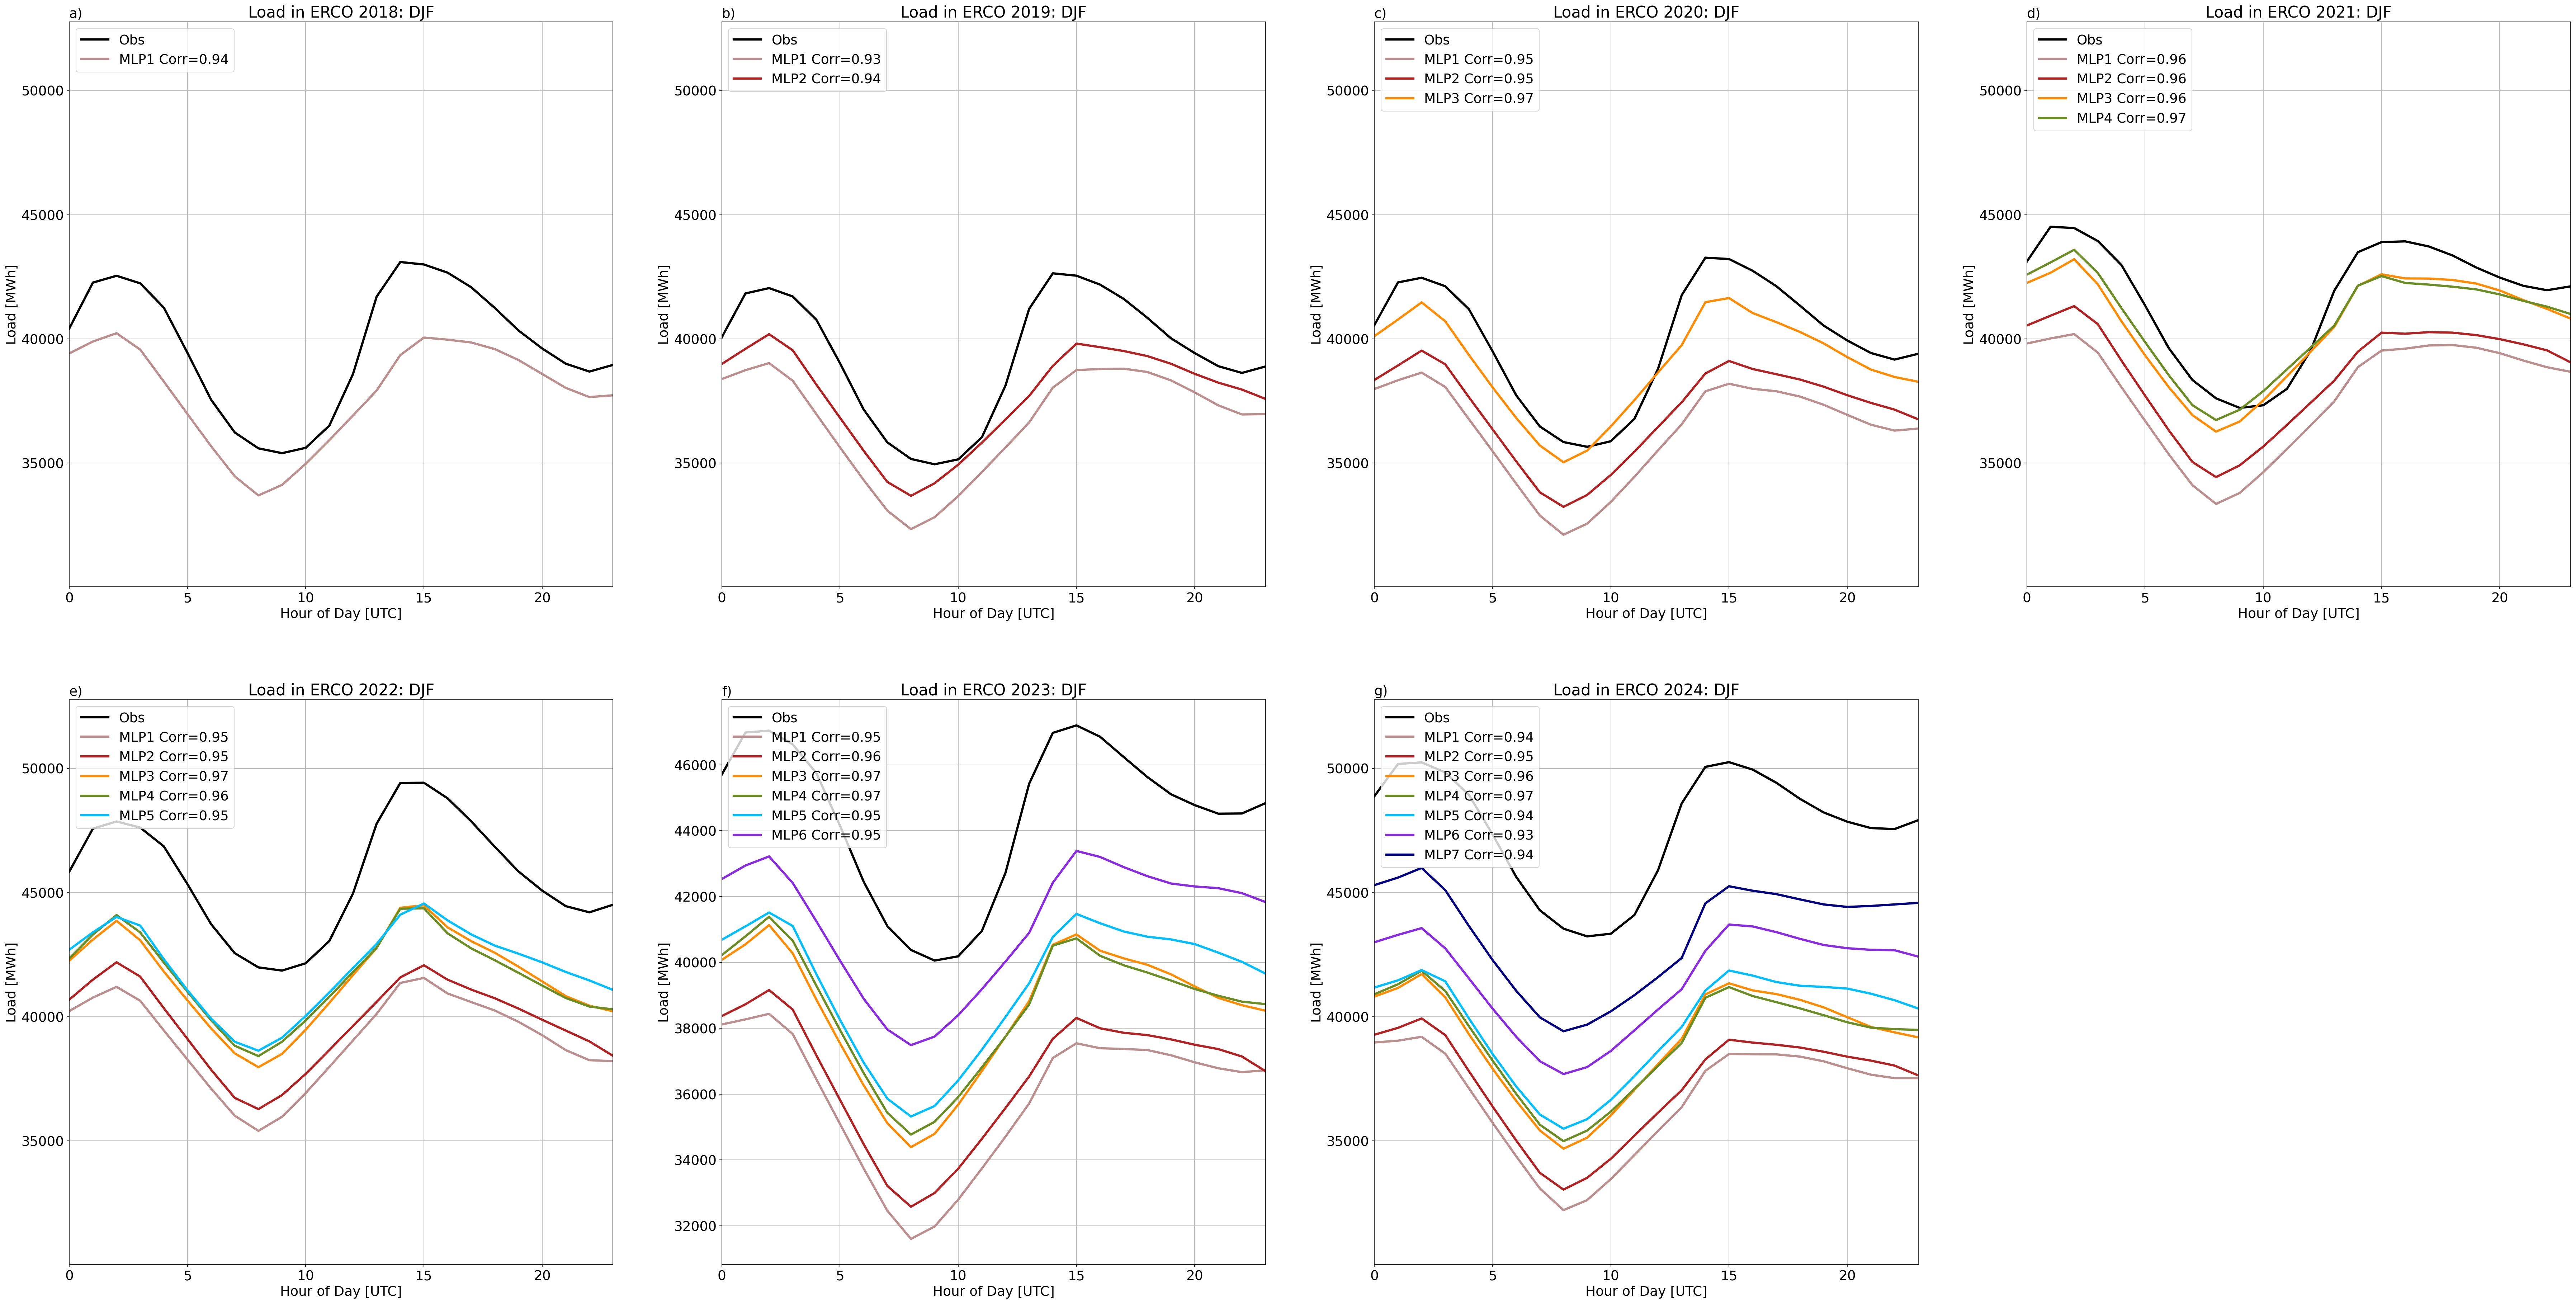 a) Load in ERCO 2018: DJF
Obs
MLP1 Corr=0.94
50000
45000
40000
35000
Load [MWh]
0 5 10 15 20
Hour of Day [UTC]
b) Load in ERCO 2019: DJF
Obs
MLP1 Corr=0.93
MLP2 Corr=0.94
50000
45000
40000
35000
Load [MWh]
0 5 10 15 20
Hour of Day [UTC]
c) Load in ERCO 2020: DJF
Obs
MLP1 Corr=0.95
MLP2 Corr=0.95
MLP3 Corr=0.97
50000
45000
40000
35000
Load [MWh]
0 5 10 15 20
Hour of Day [UTC]
d) Load in ERCO 2021: DJF
Obs
MLP1 Corr=0.96
MLP2 Corr=0.96
MLP3 Corr=0.96
MLP4 Corr=0.97
50000
45000
40000
35000
Load [MWh]
0 5 10 15 20
Hour of Day [UTC]
e) Load in ERCO 2022: DJF
Obs
MLP1 Corr=0.95
MLP2 Corr=0.95
MLP3 Corr=0.97
MLP4 Corr=0.96
MLP5 Corr=0.95
50000
45000
40000
35000
Load [MWh]
0 5 10 15 20
Hour of Day [UTC]
f) Load in ERCO 2023: DJF
Obs
MLP1 Corr=0.95
MLP2 Corr=0.96
MLP3 Corr=0.97
MLP4 Corr=0.97
MLP5 Corr=0.95
MLP6 Corr=0.95
46000
44000
42000
40000
38000
36000
34000
32000
Load [MWh]
0 5 10 15 20
Hour of Day [UTC]
g) Load in ERCO 2024: DJF
Obs
MLP1 Corr=0.94
MLP2 Corr=0.95
MLP3 Corr=0.96
MLP4 Corr=0.97
MLP5 Corr=0.94
MLP6 Corr=0.93
MLP7 Corr=0.94
50000
45000
40000
35000
Load [MWh]
0 5 10 15 20
Hour of Day [UTC]